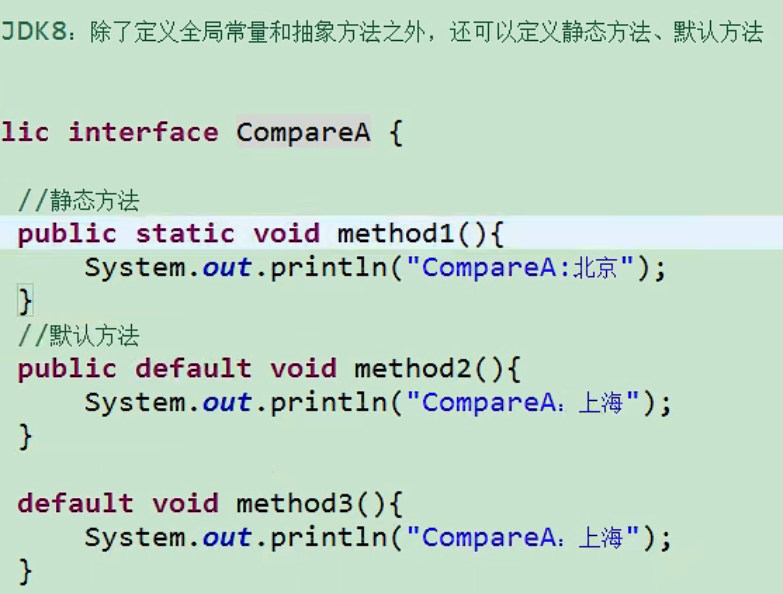 JDK8：除了定义全局常量和抽象方法之外，还可以定义静态方法、默认方法
lic interface CompareA {
//静态方法
public static void method1(){
System.out.println("CompareA:北京");
}
//默认方法
public default void method2(){
System.out.println("CompareA：上海");
}
default void method3(){
System.out.println("CompareA：上海");
}